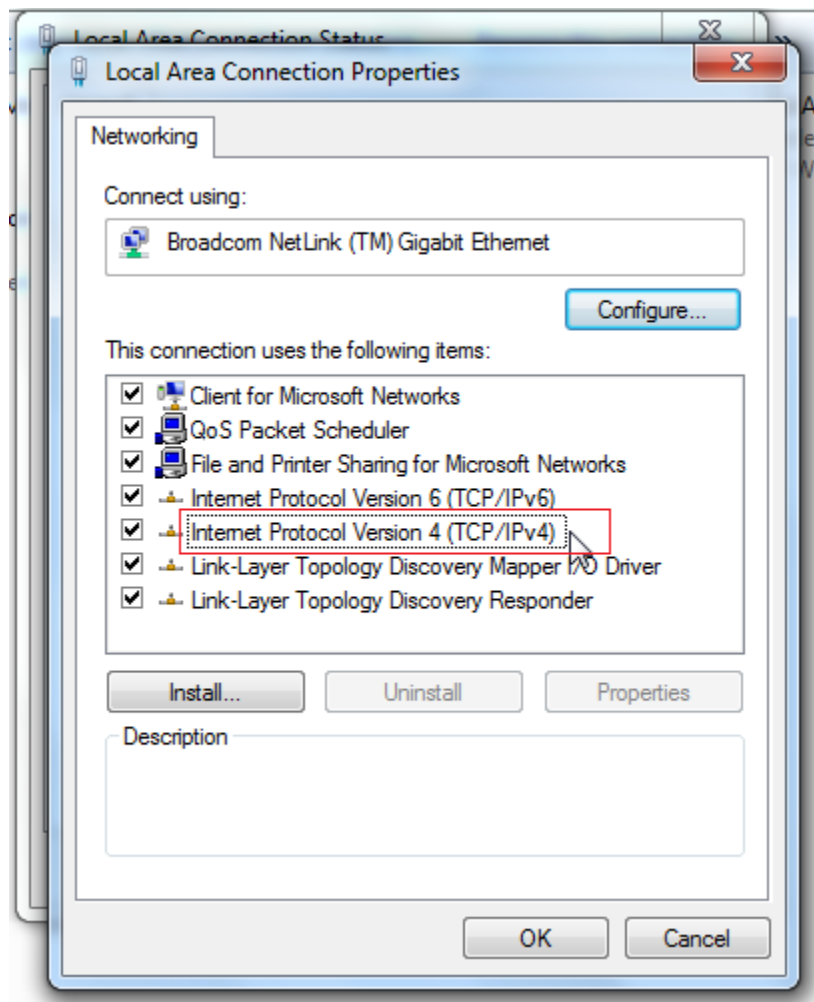 Local Area Connection Status
Local Area Connection Properties
Networking
Connect using:
Broadcom NetLink (TM) Gigabit Ethernet
Configure...
This connection uses the following items:
Client for Microsoft Networks
QoS Packet Scheduler
File and Printer Sharing for Microsoft Networks
Internet Protocol Version 6 (TCP/IPv6)
Internet Protocol Version 4 (TCP/IPv4)
Link-Layer Topology Discovery Mapper I/O Driver
Link-Layer Topology Discovery Responder
Install...
Uninstall
Properties
Description
OK
Cancel